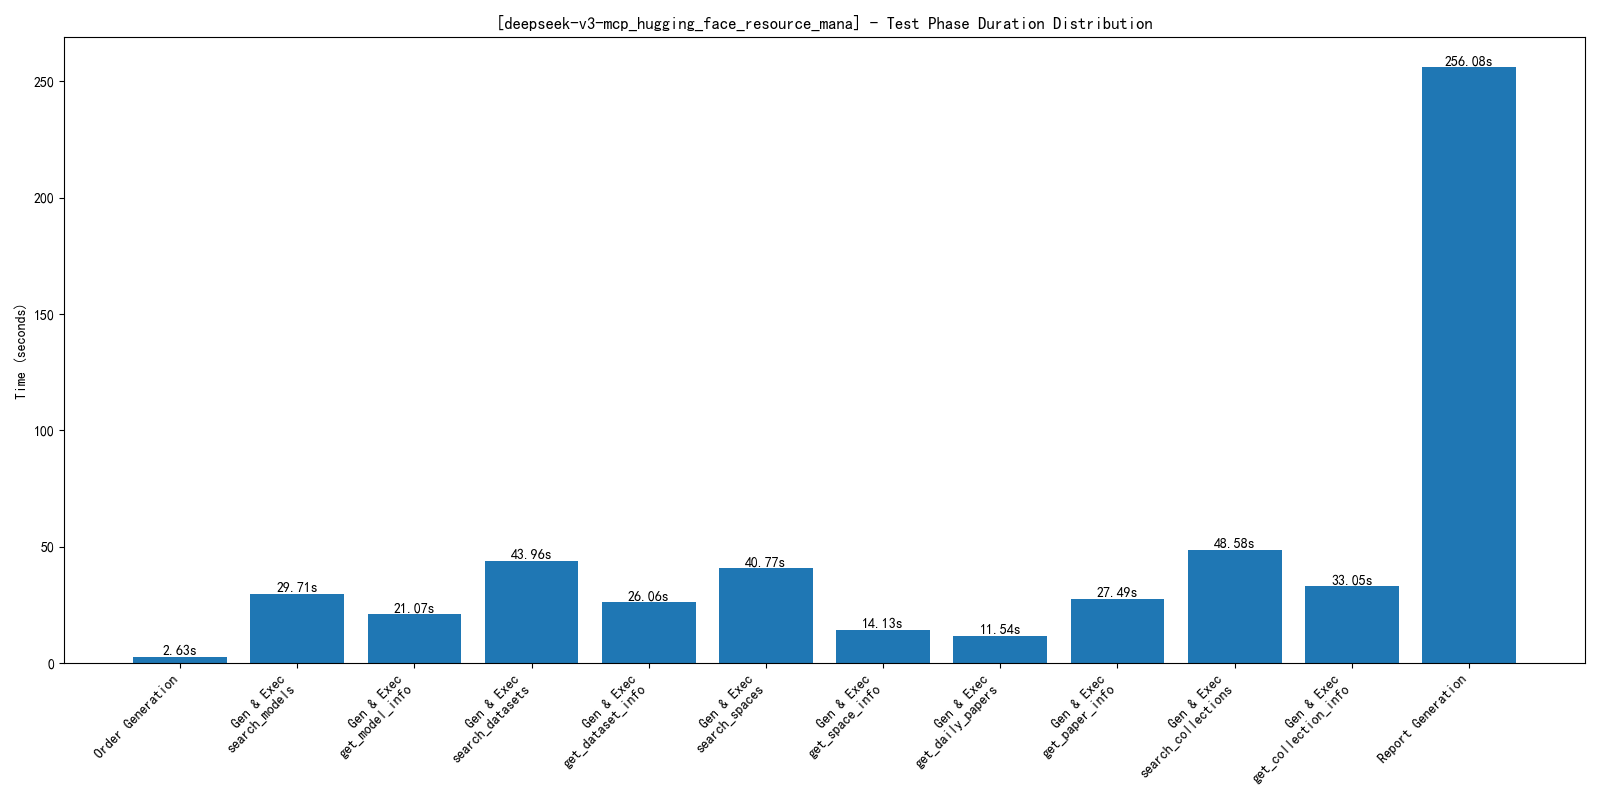 [deepseek-v3-mcp_hugging_face_resource_mana] - Test Phase Duration Distribution
Time (seconds)
250
200
150
100
50
0
2.63s
29.71s
21.07s
43.96s
26.06s
40.77s
14.13s
11.54s
27.49s
48.58s
33.05s
256.08s
Order Generation
Gen & Exec
search_models
Gen & Exec
get_model_info
Gen & Exec
search_datasets
Gen & Exec
get_dataset_info
Gen & Exec
search_spaces
Gen & Exec
get_space_info
Gen & Exec
get_daily_papers
Gen & Exec
get_paper_info
Gen & Exec
search_collections
Gen & Exec
get_collection_info
Report Generation